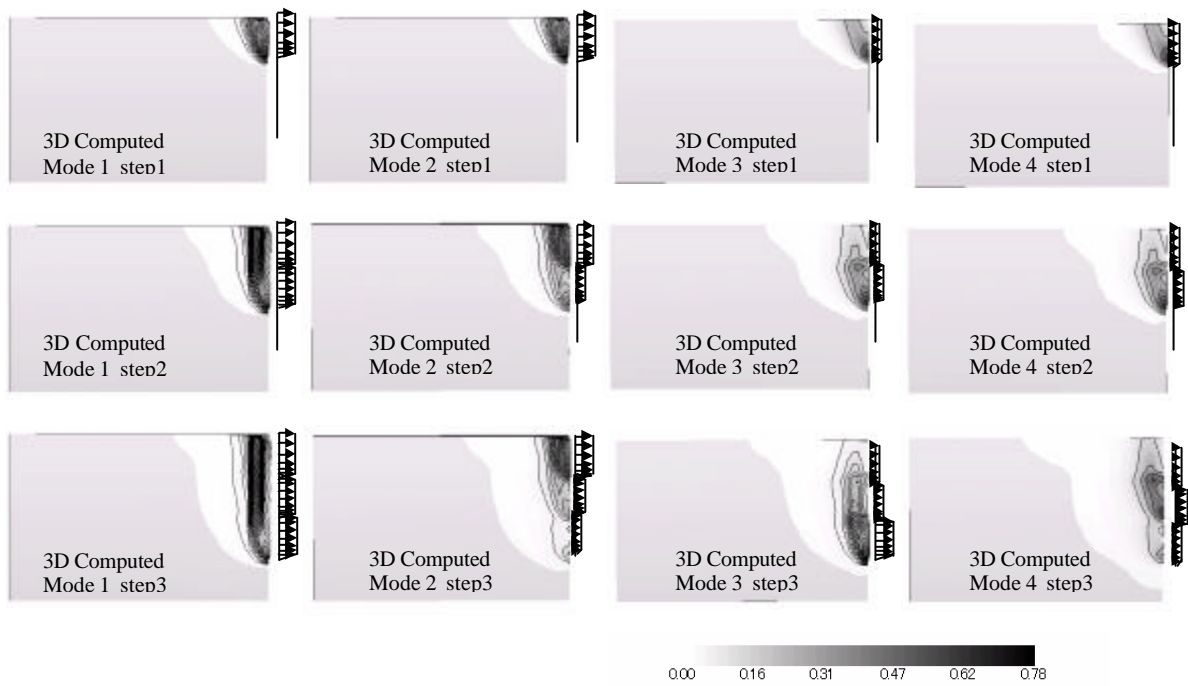 3D Computed
Mode 1 step1
3D Computed
Mode 2 step1
3D Computed
Mode 3 step1
3D Computed
Mode 4 step1
3D Computed
Mode 1 step2
3D Computed
Mode 2 step2
3D Computed
Mode 3 step2
3D Computed
Mode 4 step2
3D Computed
Mode 1 step3
3D Computed
Mode 2 step3
3D Computed
Mode 3 step3
3D Computed
Mode 4 step3
0.00 0.16 0.31 0.47 0.62 0.78